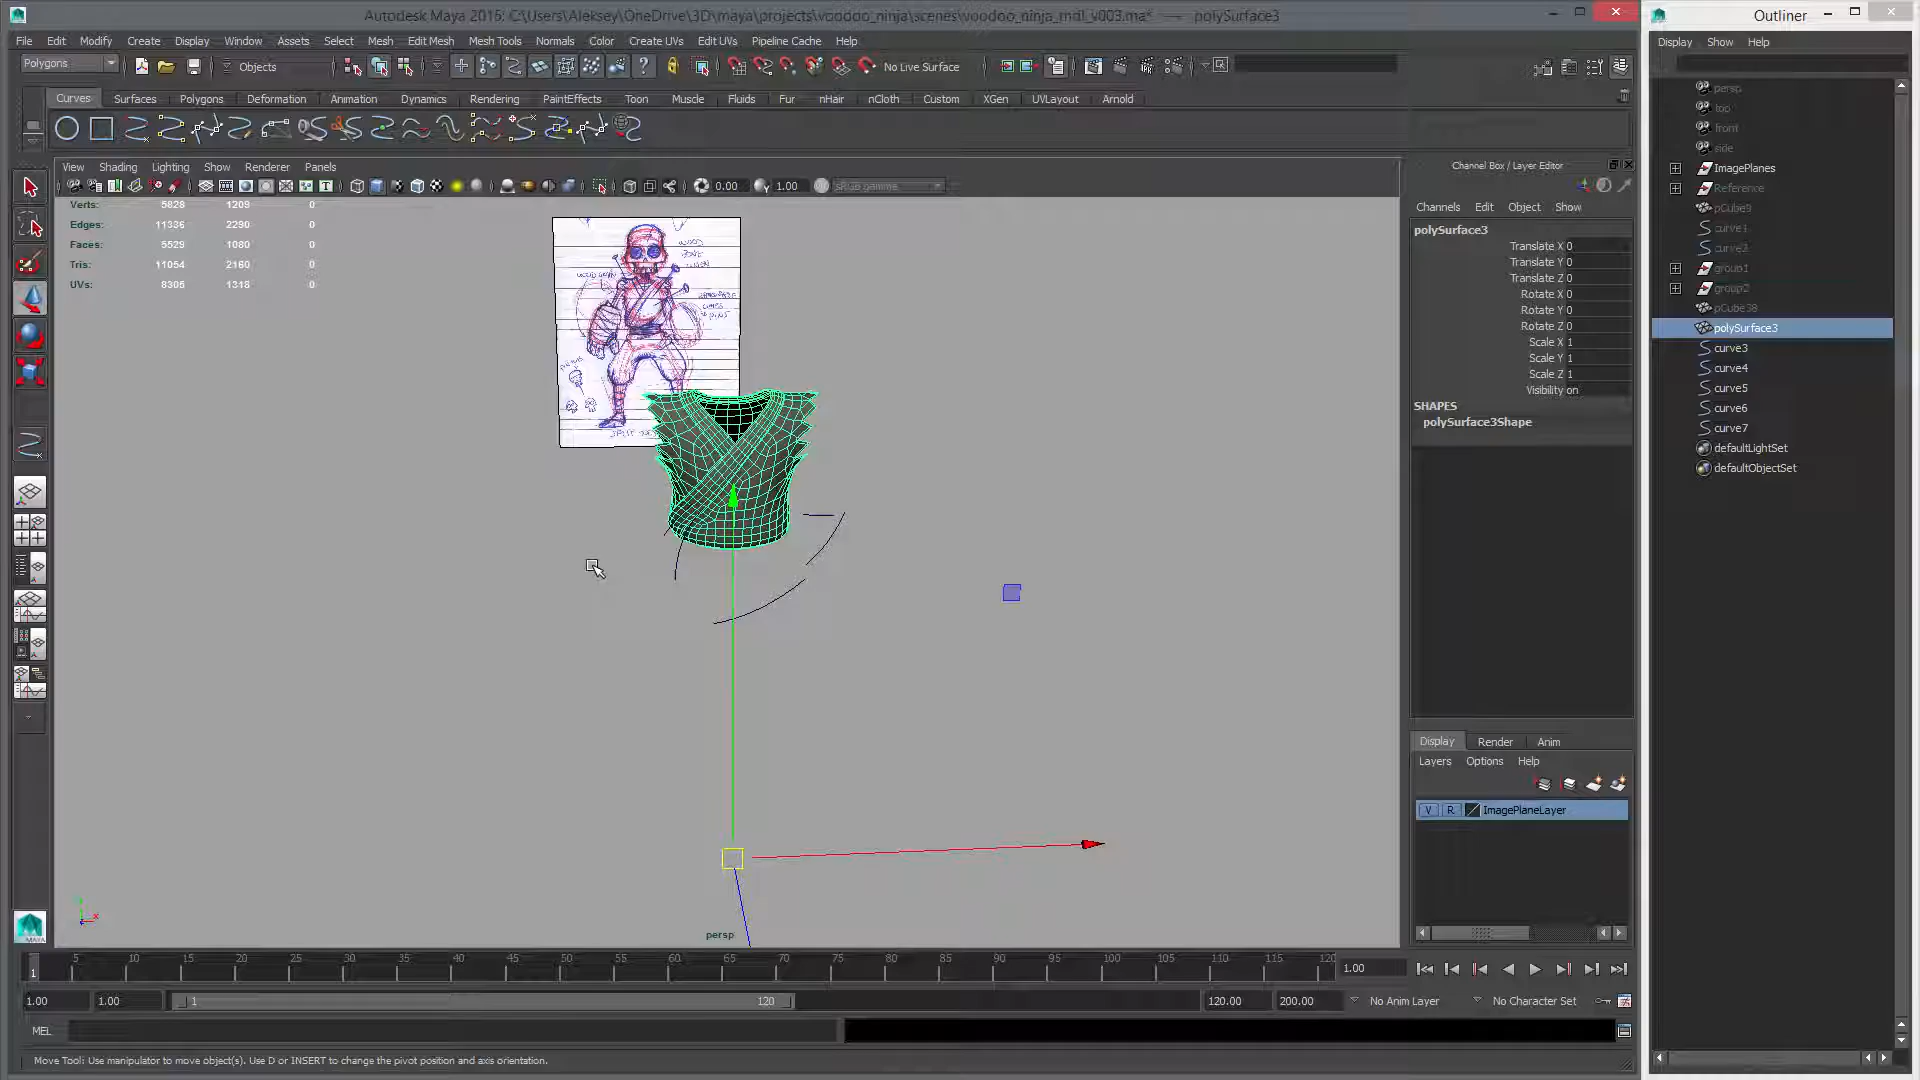 Autodesk Maya 2016: C:\Users\Aleksey\OneDrive\3D\maya\projects\voodoo_ninja\scenes\woodoo_ninja_mdl_v003.ma* --- polySurface3
Outliner
File Edit Modify Create Display Window Assets Select Mesh Edit Mesh Mesh Tools Normals Color Create UVs Edit UVs Pipeline Cache Help
Display Show Help
Polygons Objects No Live Surface
Curves Surfaces Polygons Deformation Animation Dynamics Rendering PaintEffects Toon Muscle Fluids Fur nHair nCloth Custom XGen UVLayout Arnold
View Shading Lighting Show Renderer Panels
0.00 1.00 sRGB gamma
Verts: 5828 1209 0
Edges: 11336 2290 0
Faces: 5529 1080 0
Tris: 11054 2160 0
UVs: 8305 1318 0
persp
Channel Box / Layer Editor
Channels Edit Object Show
polySurface3
Translate X 0
Translate Y 0
Translate Z 0
Rotate X 0
Rotate Y 0
Rotate Z 0
Scale X 1
Scale Y 1
Scale Z 1
Visibility on
SHAPES
polySurface3Shape
Display Render Anim
Layers Options Help
V R ImagePlaneLayer
persp
top
front
side
ImagePlanes
Reference
pCube9
curve1
curve2
group1
group2
pCube38
polySurface3
curve3
curve4
curve5
curve6
curve7
defaultLightSet
defaultObjectSet
1 5 10 15 20 25 30 35 40 45 50 55 60 65 70 75 80 85 90 95 100 105 110 115 120 1.00
1.00 1.00 1 120 120.00 200.00 No Anim Layer No Character Set
MEL
Move Tool: Use manipulator to move object(s). Use D or INSERT to change the pivot position and axis orientation.